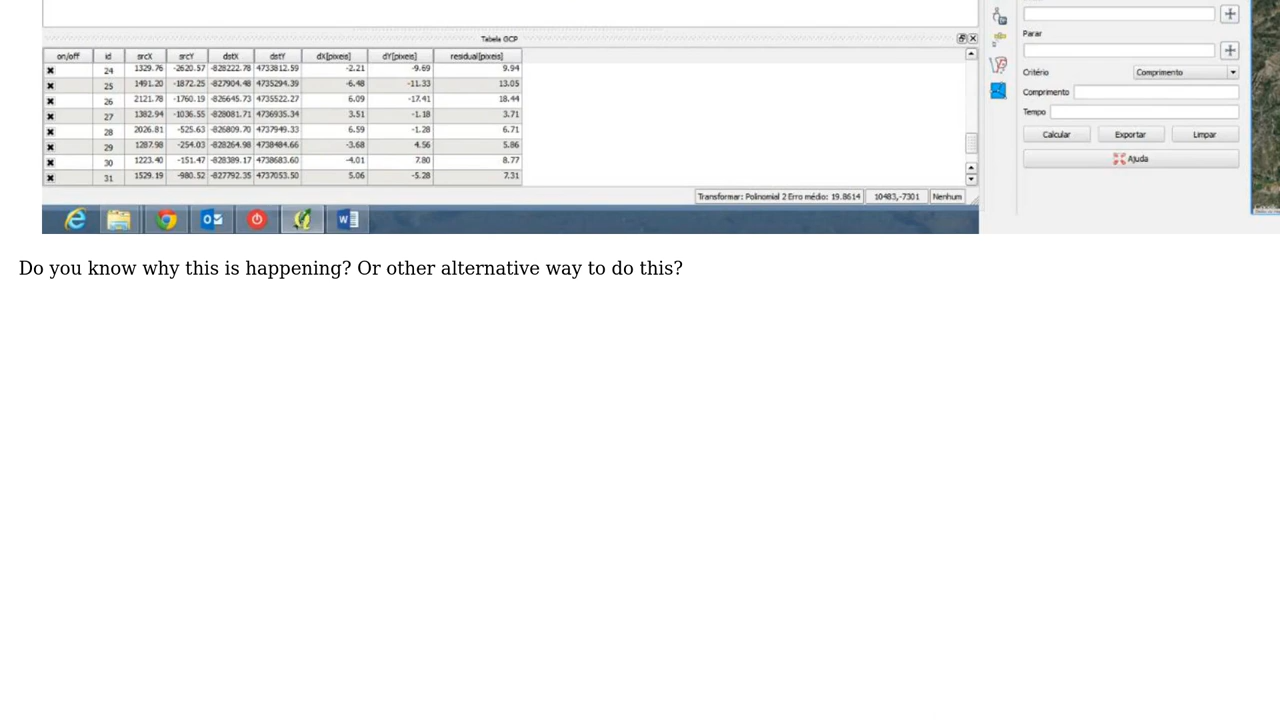 Tabela GCP
on/off id srcX srcY dstX dstY dX[pixels] dY[pixels] residual[pixels]
24 1329.76 -2620.57 -828222.78 4733812.59 -2.21 -9.69 9.94
25 1491.20 -1872.25 -827904.48 4735294.39 -6.48 -11.33 13.05
26 2121.78 -1760.19 -826645.73 4735522.27 6.09 -17.41 18.44
27 1382.94 -1036.55 -828081.71 4736935.34 3.51 -1.18 3.71
28 2026.81 -525.63 -826809.70 4737949.33 6.59 -1.28 6.71
29 1287.98 -254.03 -828264.98 4738484.66 -3.68 4.56 5.86
30 1223.40 -151.47 -828389.17 4738683.60 -4.01 7.80 8.77
31 1529.19 -980.52 -827792.35 4737053.50 5.06 -5.28 7.31
Transformar: Polinomial 2 Erro médio: 19.8614 10483,-7301 Nenhum
Parar
Critério Comprimento
Comprimento
Tempo
Calcular Exportar Limpar
Ajuda
Do you know why this is happening? Or other alternative way to do this?